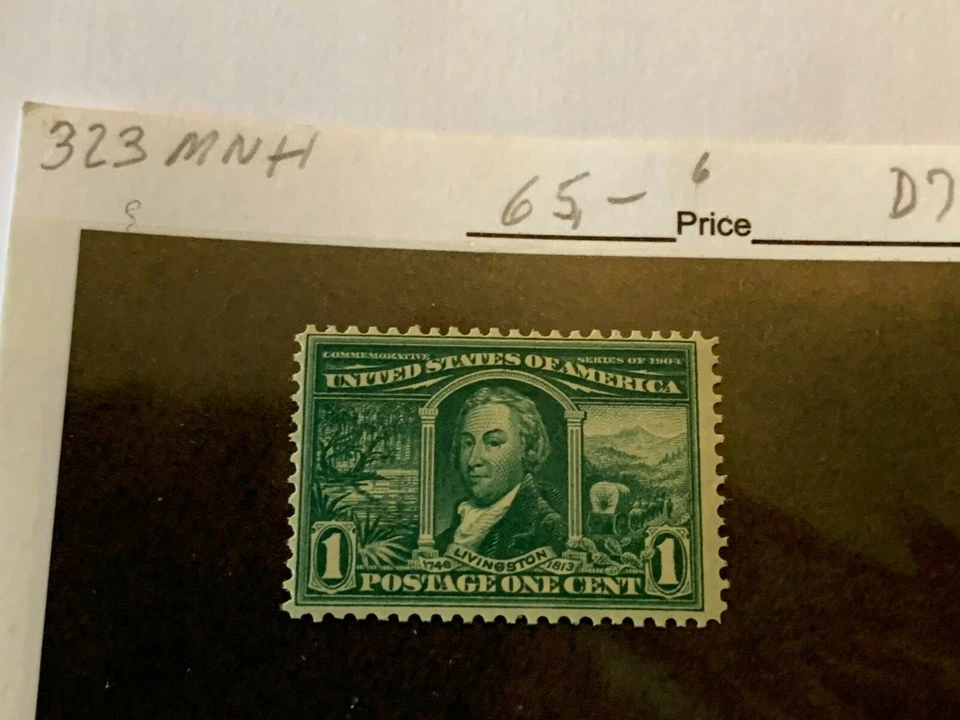 323 MNH
65,- 6
Price
D7
COMMEMORATIVE SERIES OF 1904
UNITED STATES OF AMERICA
1746 LIVINGSTON 1813
1 POSTAGE ONE CENT 1